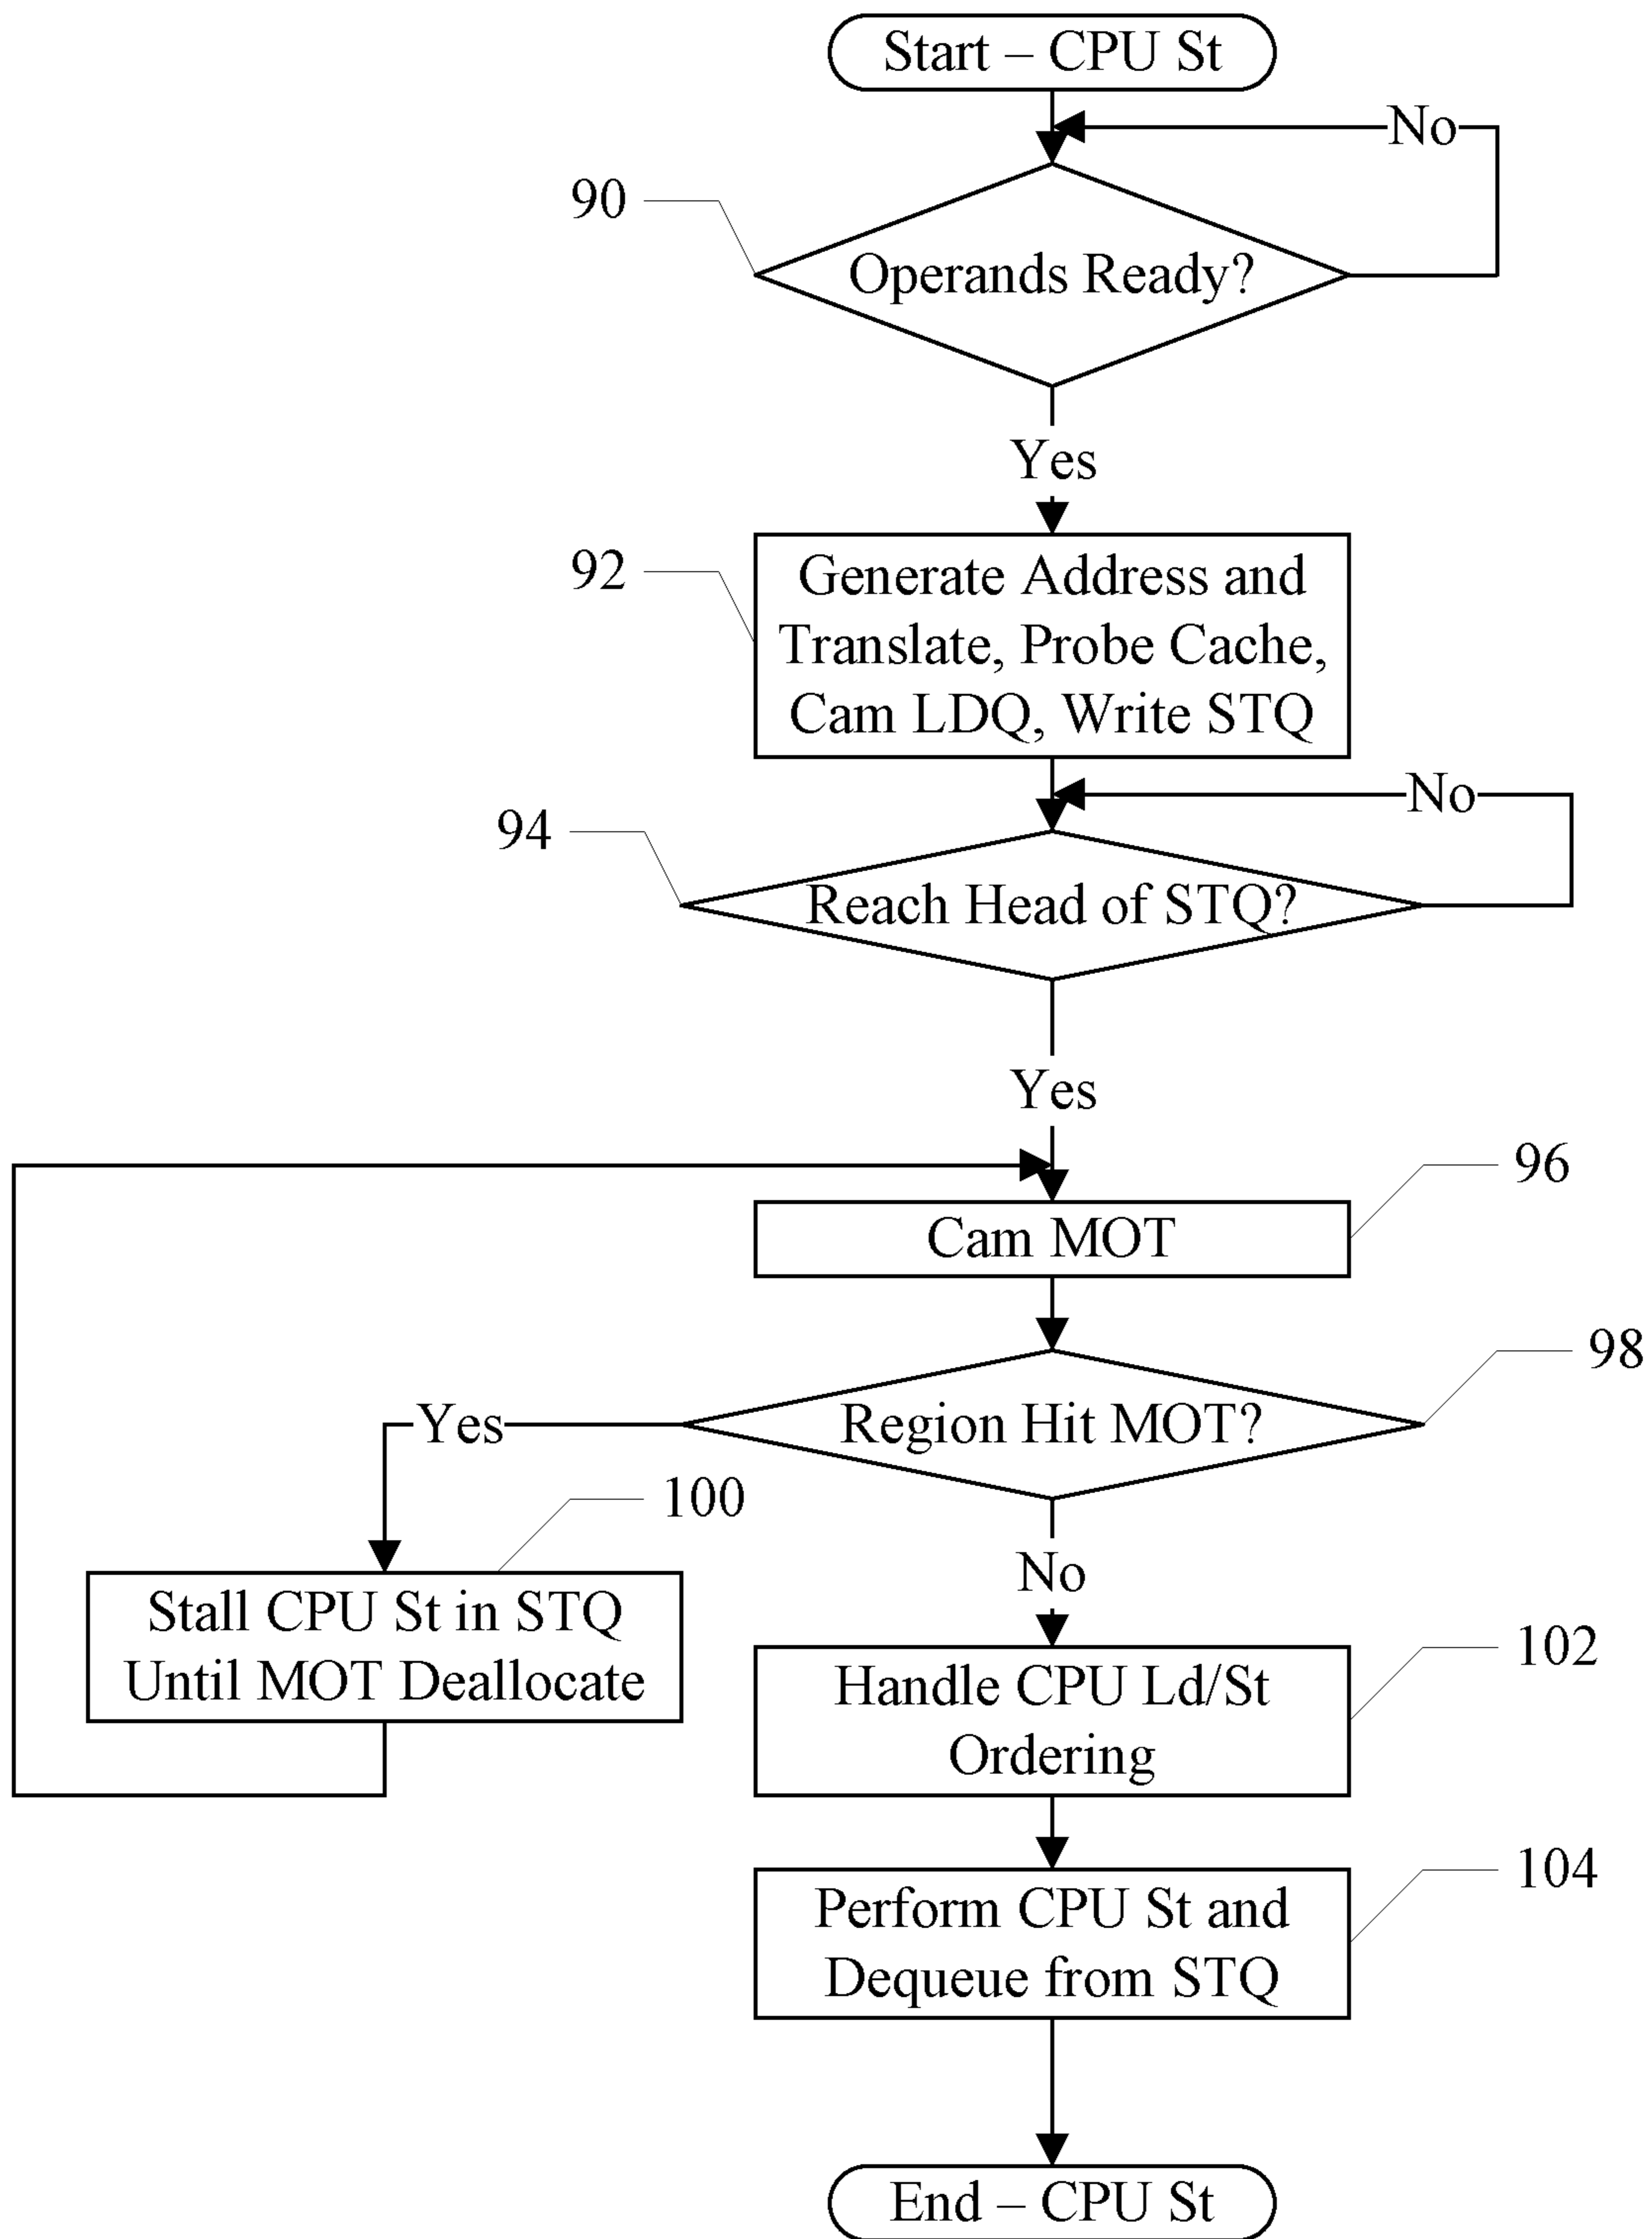 Start – CPU St
No
90
Operands Ready?
Yes
92
Generate Address and
Translate, Probe Cache,
Cam LDQ, Write STQ
No
94
Reach Head of STQ?
Yes
96
Cam MOT
98
Region Hit MOT?
Yes
100
No
Stall CPU St in STQ
Until MOT Deallocate
102
Handle CPU Ld/St
Ordering
104
Perform CPU St and
Dequeue from STQ
End – CPU St